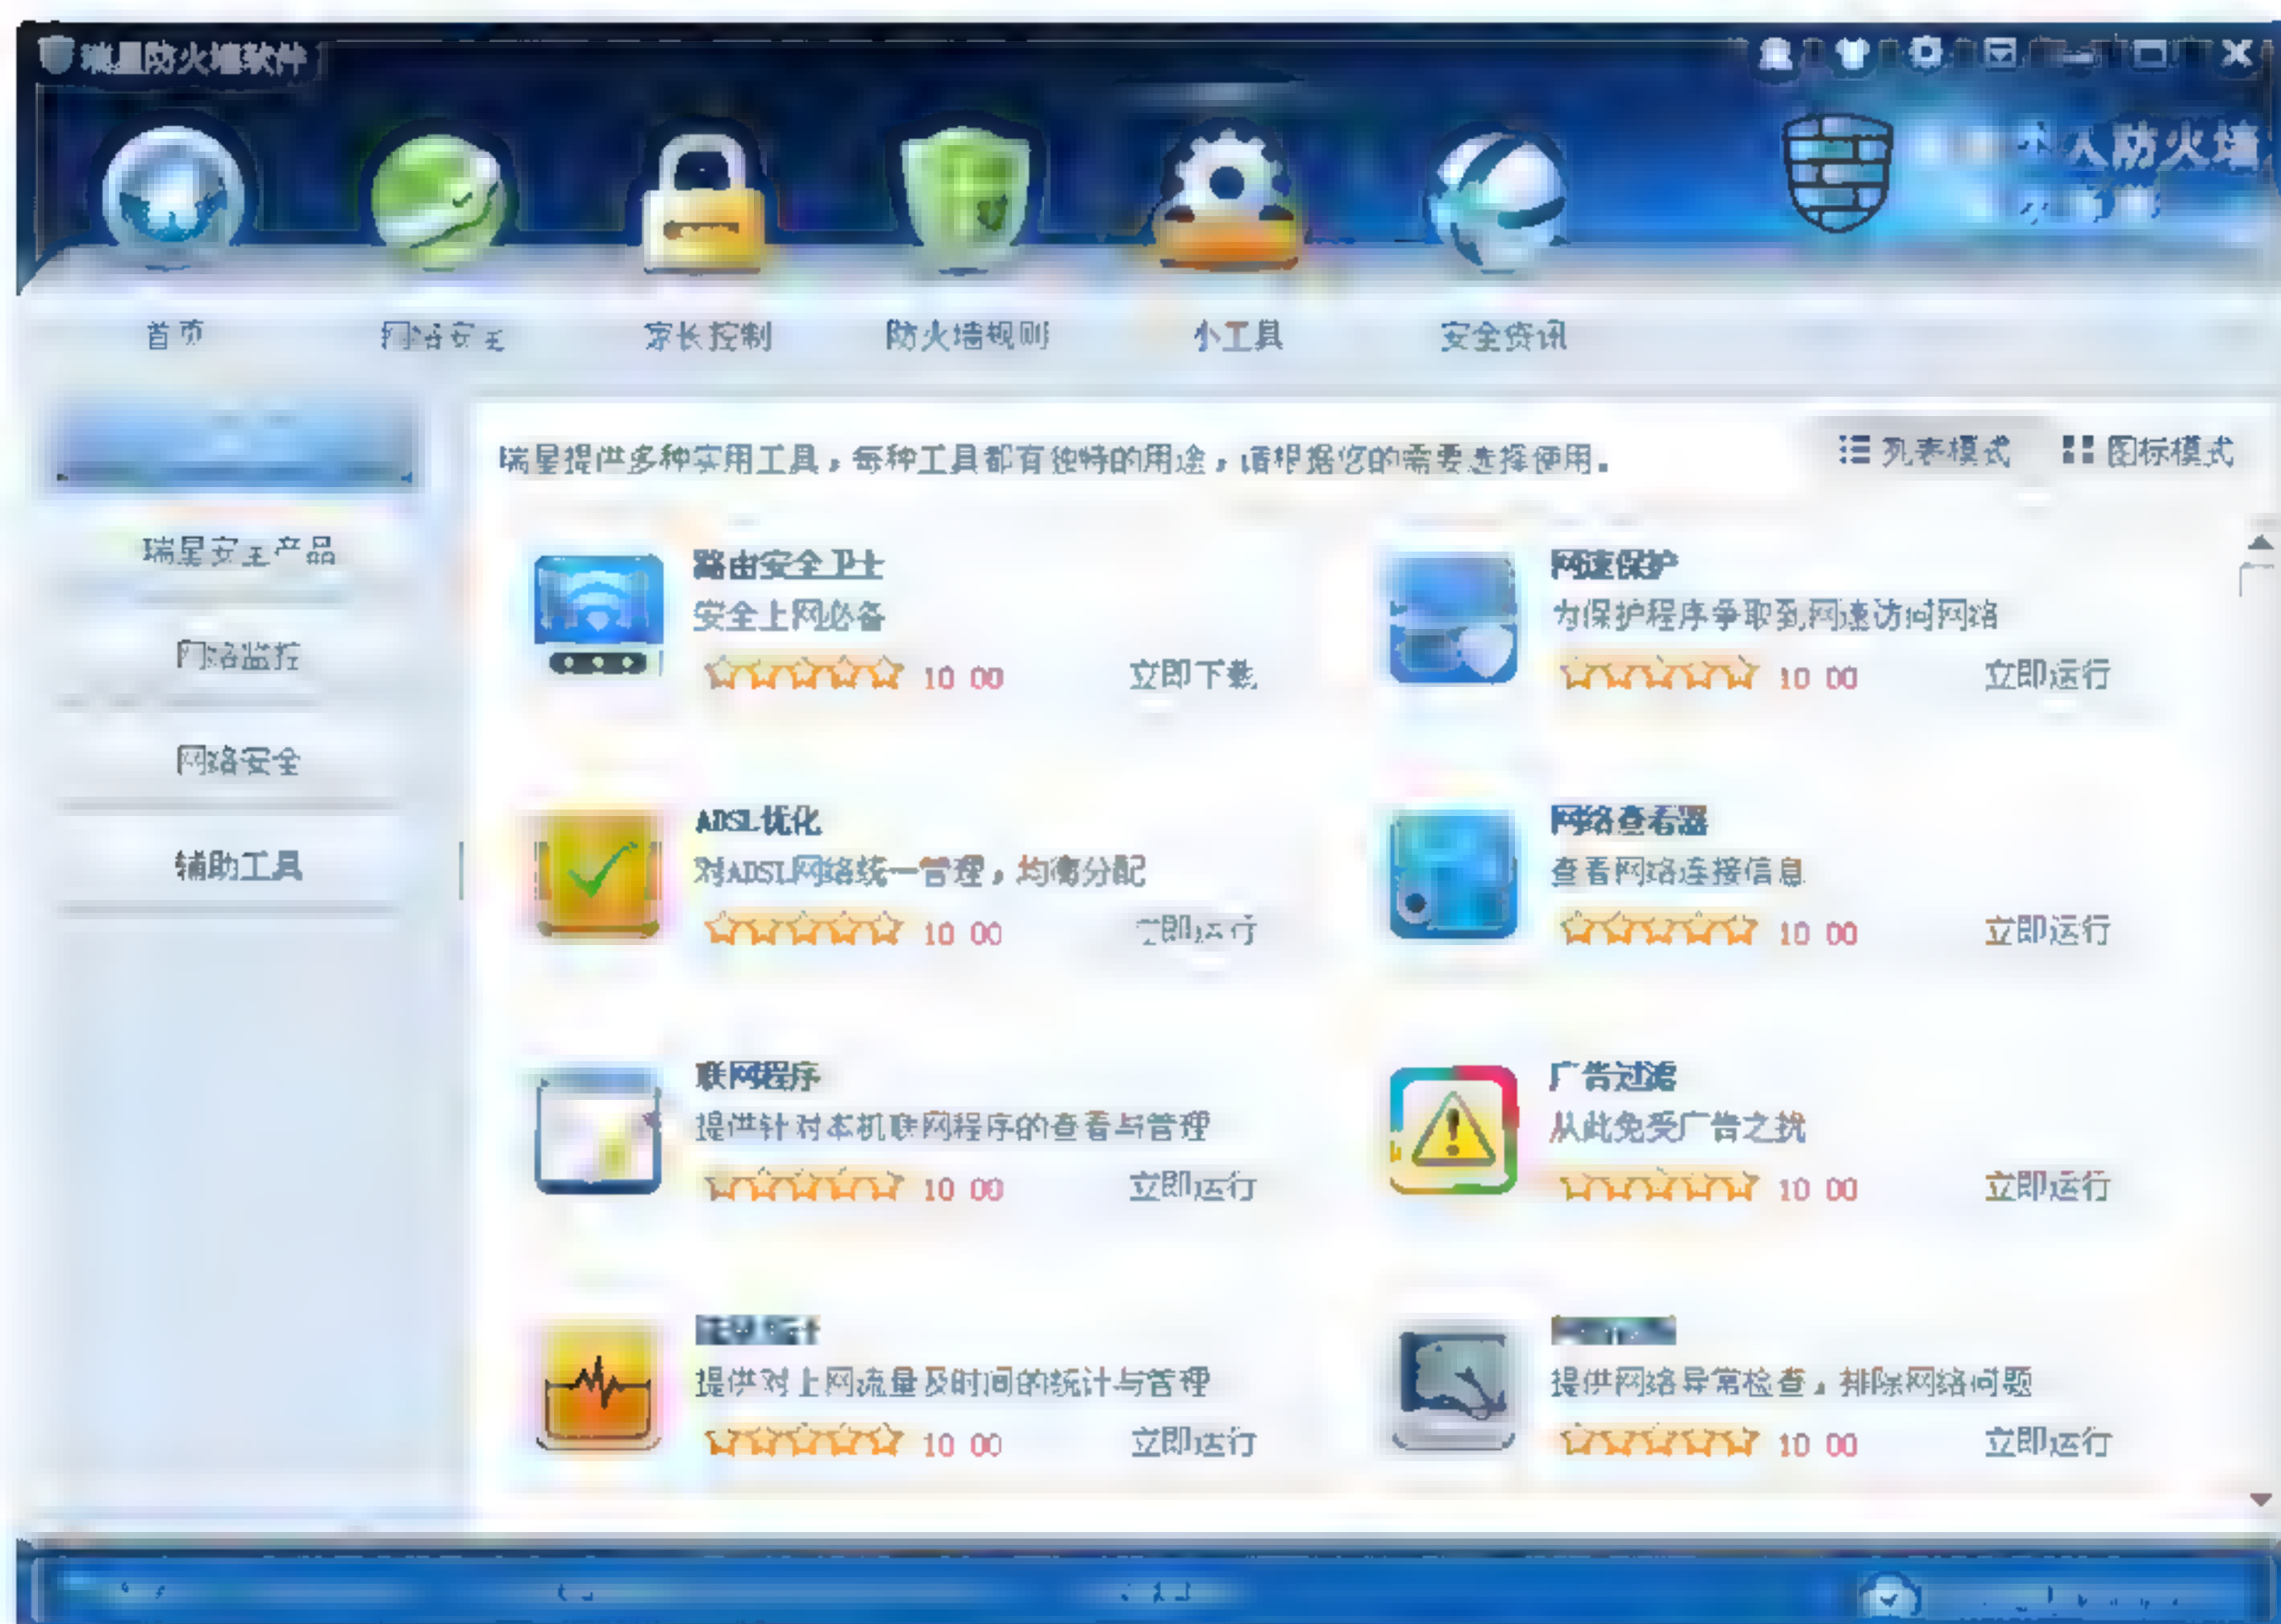 瑞星防火墙软件
人防火墙
首页 网络安全 家长控制 防火墙规则 小工具 安全资讯
瑞星提供多种实用工具，每种工具都有独特的用途，请根据您的需要选择使用。
列表模式 图标模式
瑞星安全产品
网络监控
网络安全
辅助工具
路由安全卫士
安全上网必备
10 00 立即下载
网速保护
为保护程序争取到网速访问网络
10 00 立即运行
ADSL优化
对ADSL网络统一管理，均衡分配
10 00 立即运行
网络查看器
查看网络连接信息
10 00 立即运行
联网程序
提供针对本机联网程序的查看与管理
10 00 立即运行
广告过滤
从此免受广告之扰
10 00 立即运行
提供对上网流量及时间的统计与管理
10 00 立即运行
提供网络异常检查，排除网络问题
10 00 立即运行